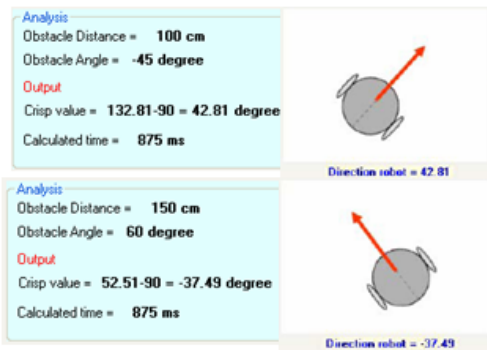 Analysis
Obstacle Distance = 100 cm
Obstacle Angle = -45 degree
Output
Crisp value = 132.81-90 = 42.81 degree
Calculated time = 875 ms
Direction robot = 42.81
Analysis
Obstacle Distance = 150 cm
Obstacle Angle = 60 degree
Output
Crisp value = 52.51-90 = -37.49 degree
Calculated time = 875 ms
Direction robot = -37.49